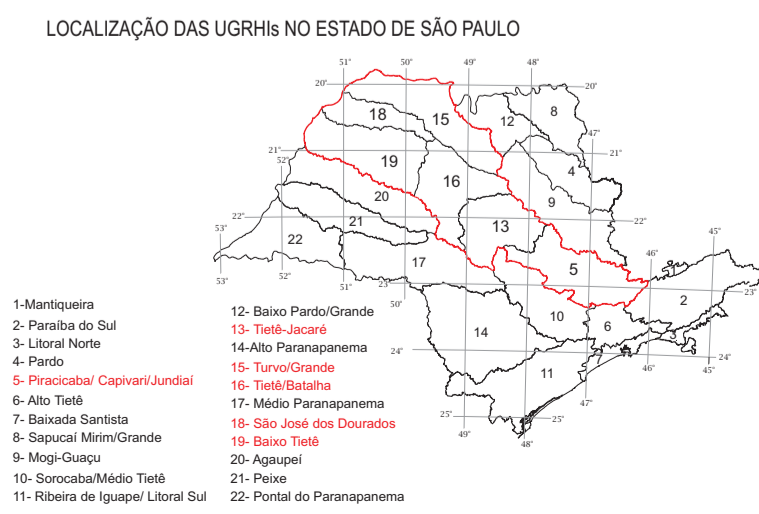 LOCALIZAÇÃO DAS UGRHIs NO ESTADO DE SÃO PAULO
51° 50° 49° 48°
20° 20°
18 15 12 8
47°
21° 21°
52° 19 16 4
20 9
22° 21 13 22°
53° 22 45°
17 5 46° 1
53° 52° 51° 23° 2 23°
50° 10 6
14
24° 24°
11 46° 45°
47°
25° 25°
49° 48°
1-Mantiqueira
2- Paraíba do Sul
3- Litoral Norte
4- Pardo
5- Piracicaba/ Capivari/Jundiaí
6- Alto Tietê
7- Baixada Santista
8- Sapucaí Mirim/Grande
9- Mogi-Guaçu
10- Sorocaba/Médio Tietê
11- Ribeira de Iguape/ Litoral Sul
12- Baixo Pardo/Grande
13- Tietê-Jacaré
14-Alto Paranapanema
15- Turvo/Grande
16- Tietê/Batalha
17- Médio Paranapanema
18- São José dos Dourados
19- Baixo Tietê
20- Agaupeí
21- Peixe
22- Pontal do Paranapanema